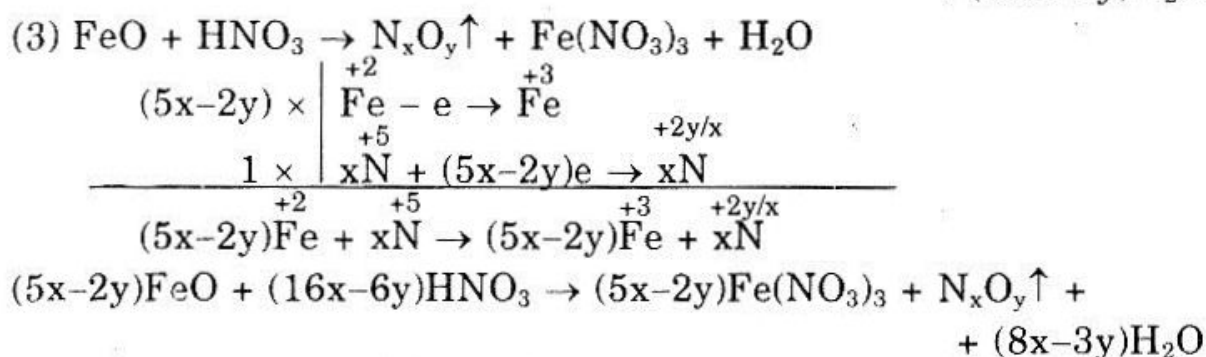 (3) FeO + HNO₃ → NₓOᵧ↑ + Fe(NO₃)₃ + H₂O
+2 +3
(5x–2y) × | Fe – e → Fe
+5 +2y/x
1 × | xN + (5x–2y)e → xN
+2 +5 +3 +2y/x
(5x–2y)Fe + xN → (5x–2y)Fe + xN
(5x–2y)FeO + (16x–6y)HNO₃ → (5x–2y)Fe(NO₃)₃ + NₓOᵧ↑ +
+ (8x–3y)H₂O